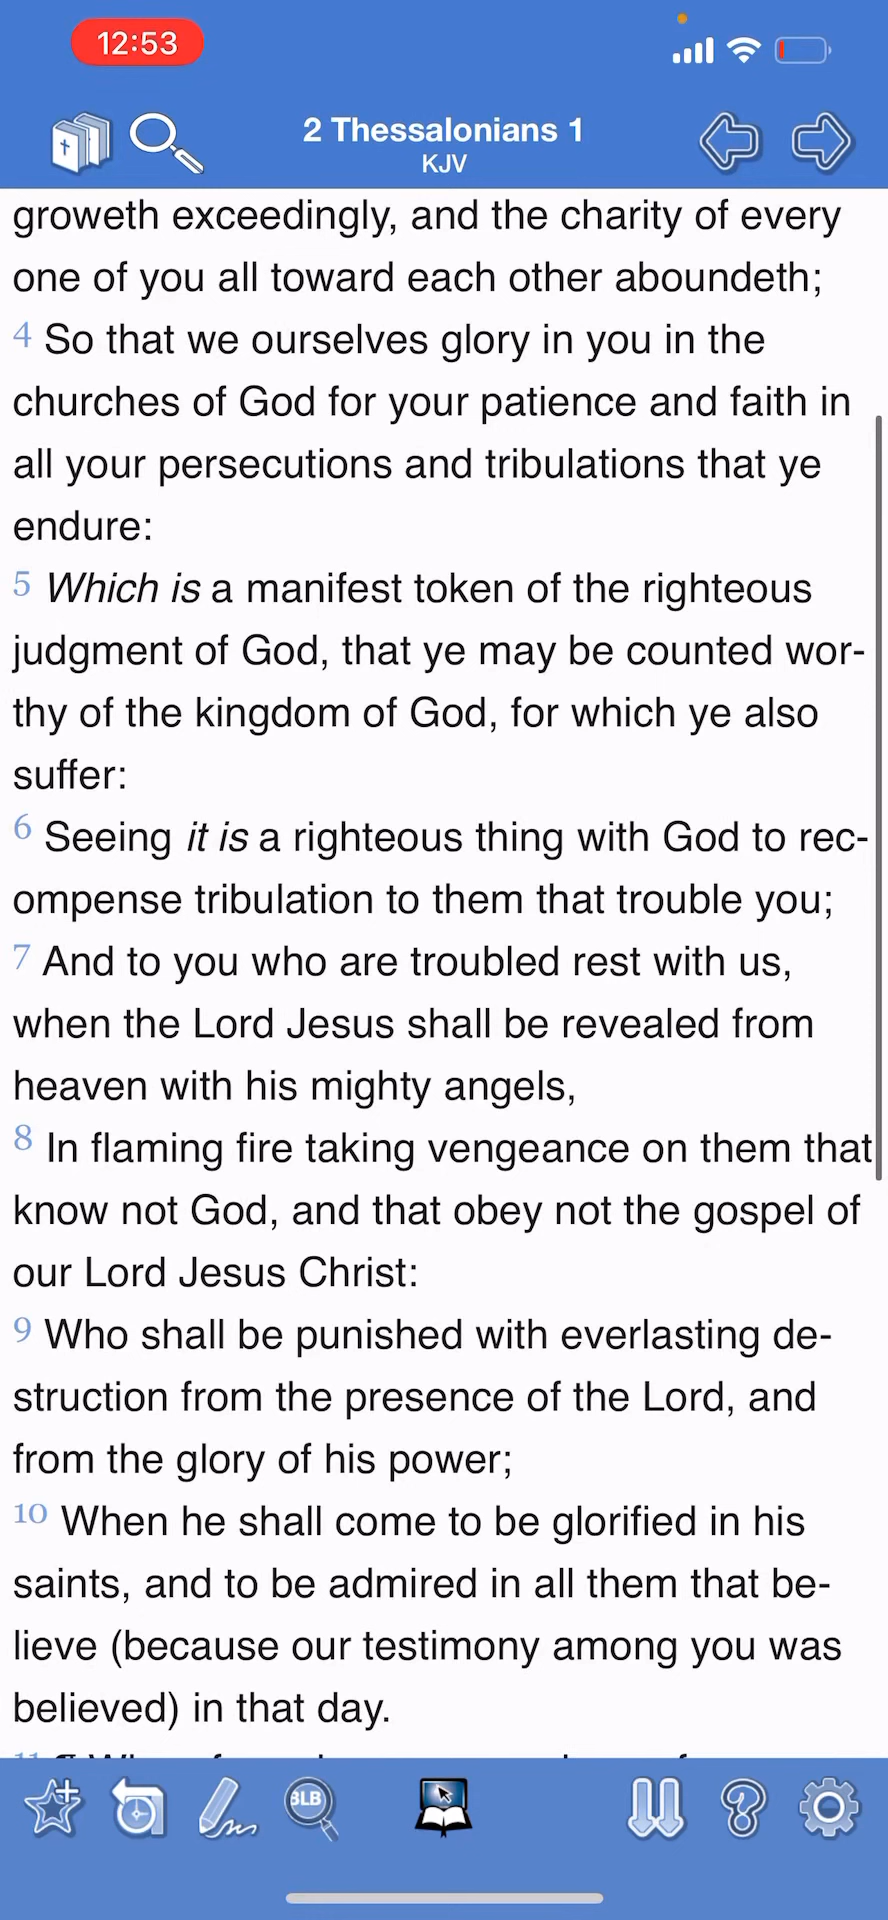 12:53
2 Thessalonians 1
KJV
groweth exceedingly, and the charity of every
one of you all toward each other aboundeth;
4 So that we ourselves glory in you in the
churches of God for your patience and faith in
all your persecutions and tribulations that ye
endure:
5 Which is a manifest token of the righteous
judgment of God, that ye may be counted wor-
thy of the kingdom of God, for which ye also
suffer:
6 Seeing it is a righteous thing with God to rec-
ompense tribulation to them that trouble you;
7 And to you who are troubled rest with us,
when the Lord Jesus shall be revealed from
heaven with his mighty angels,
8 In flaming fire taking vengeance on them that
know not God, and that obey not the gospel of
our Lord Jesus Christ:
9 Who shall be punished with everlasting de-
struction from the presence of the Lord, and
from the glory of his power;
10 When he shall come to be glorified in his
saints, and to be admired in all them that be-
lieve (because our testimony among you was
believed) in that day.
BLB